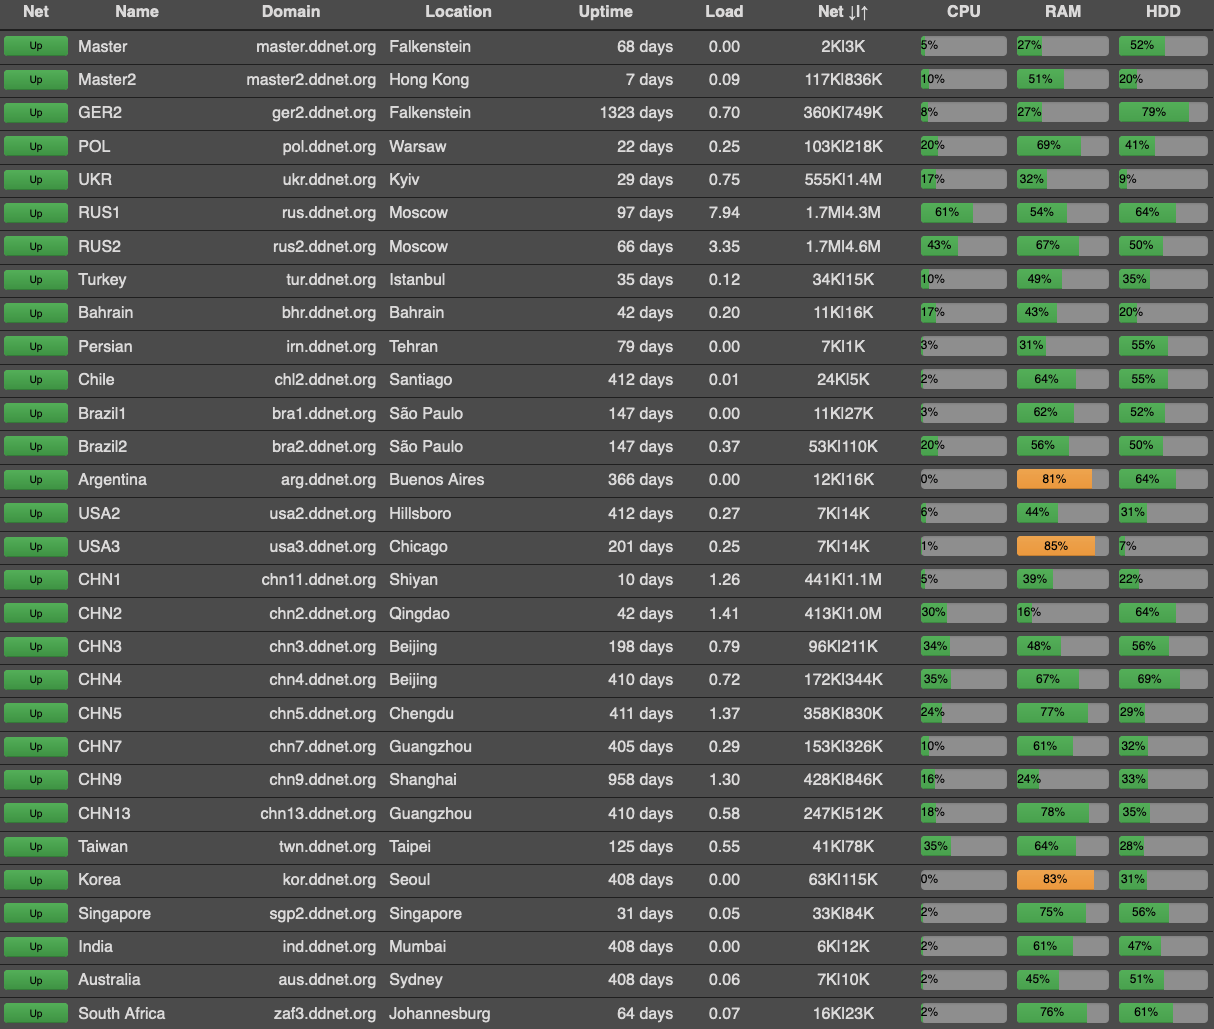 Net Name Domain Location Uptime Load Net ↓|↑ CPU RAM HDD
Up Master master.ddnet.org Falkenstein 68 days 0.00 2K|3K 5% 27% 52%
Up Master2 master2.ddnet.org Hong Kong 7 days 0.09 117K|836K 10% 51% 20%
Up GER2 ger2.ddnet.org Falkenstein 1323 days 0.70 360K|749K 8% 27% 79%
Up POL pol.ddnet.org Warsaw 22 days 0.25 103K|218K 20% 69% 41%
Up UKR ukr.ddnet.org Kyiv 29 days 0.75 555K|1.4M 17% 32% 9%
Up RUS1 rus.ddnet.org Moscow 97 days 7.94 1.7M|4.3M 61% 54% 64%
Up RUS2 rus2.ddnet.org Moscow 66 days 3.35 1.7M|4.6M 43% 67% 50%
Up Turkey tur.ddnet.org Istanbul 35 days 0.12 34K|15K 10% 49% 35%
Up Bahrain bhr.ddnet.org Bahrain 42 days 0.20 11K|16K 17% 43% 20%
Up Persian irn.ddnet.org Tehran 79 days 0.00 7K|1K 3% 31% 55%
Up Chile chl2.ddnet.org Santiago 412 days 0.01 24K|5K 2% 64% 55%
Up Brazil1 bra1.ddnet.org São Paulo 147 days 0.00 11K|27K 3% 62% 52%
Up Brazil2 bra2.ddnet.org São Paulo 147 days 0.37 53K|110K 20% 56% 50%
Up Argentina arg.ddnet.org Buenos Aires 366 days 0.00 12K|16K 0% 81% 64%
Up USA2 usa2.ddnet.org Hillsboro 412 days 0.27 7K|14K 6% 44% 31%
Up USA3 usa3.ddnet.org Chicago 201 days 0.25 7K|14K 1% 85% 7%
Up CHN1 chn11.ddnet.org Shiyan 10 days 1.26 441K|1.1M 5% 39% 22%
Up CHN2 chn2.ddnet.org Qingdao 42 days 1.41 413K|1.0M 30% 16% 64%
Up CHN3 chn3.ddnet.org Beijing 198 days 0.79 96K|211K 34% 48% 56%
Up CHN4 chn4.ddnet.org Beijing 410 days 0.72 172K|344K 35% 67% 69%
Up CHN5 chn5.ddnet.org Chengdu 411 days 1.37 358K|830K 24% 77% 29%
Up CHN7 chn7.ddnet.org Guangzhou 405 days 0.29 153K|326K 10% 61% 32%
Up CHN9 chn9.ddnet.org Shanghai 958 days 1.30 428K|846K 16% 24% 33%
Up CHN13 chn13.ddnet.org Guangzhou 410 days 0.58 247K|512K 18% 78% 35%
Up Taiwan twn.ddnet.org Taipei 125 days 0.55 41K|78K 35% 64% 28%
Up Korea kor.ddnet.org Seoul 408 days 0.00 63K|115K 0% 83% 31%
Up Singapore sgp2.ddnet.org Singapore 31 days 0.05 33K|84K 2% 75% 56%
Up India ind.ddnet.org Mumbai 408 days 0.00 6K|12K 2% 61% 47%
Up Australia aus.ddnet.org Sydney 408 days 0.06 7K|10K 2% 45% 51%
Up South Africa zaf3.ddnet.org Johannesburg 64 days 0.07 16K|23K 2% 76% 61%